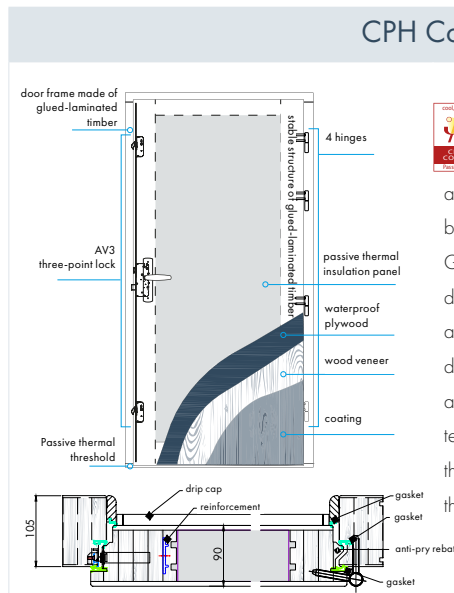 CPH Co
door frame made of
glued-laminated
timber
4 hinges
stable structure of glued-laminated timber
AV3
three-point lock
passive thermal
insulation panel
waterproof
plywood
wood veneer
coating
Passive thermal
threshold
drip cap
reinforcement
gasket
gasket
anti-pry rebat
gasket
105
90
cool,
Pass
a
b
G
d
a
d
a
te
th
th